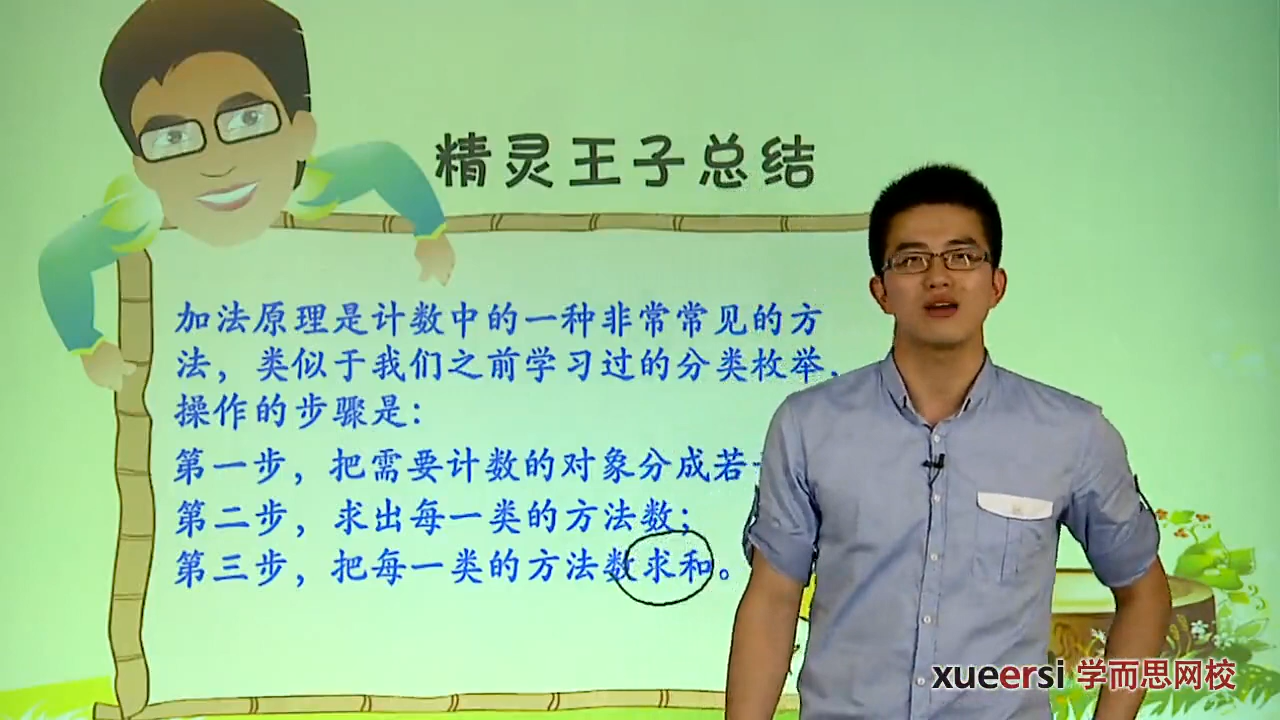 精灵王子总结
加法原理是计数中的一种非常常见的方
法，类似于我们之前学习过的分类枚举.
操作的步骤是：
第一步，把需要计数的对象分成若
第二步，求出每一类的方法数；
第三步，把每一类的方法数求和。
xueersi 学而思网校